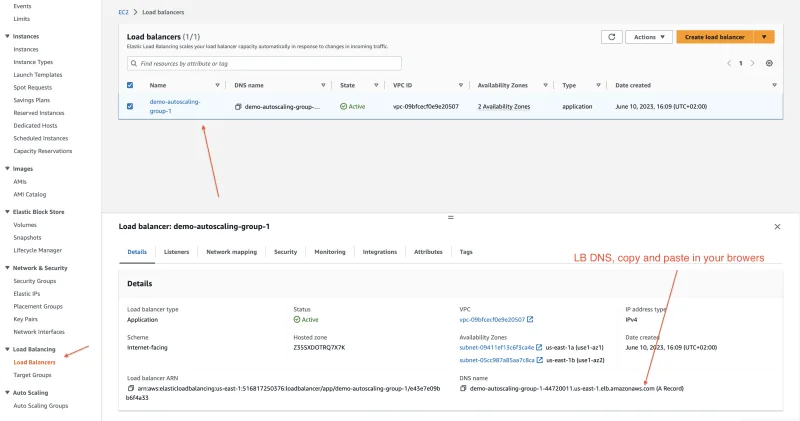 Events
Limits
Instances
Instances
Instance Types
Launch Templates
Spot Requests
Savings Plans
Reserved Instances
Dedicated Hosts
Scheduled Instances
Capacity Reservations
Images
AMIs
AMI Catalog
Elastic Block Store
Volumes
Snapshots
Lifecycle Manager
Network & Security
Security Groups
Elastic IPs
Placement Groups
Key Pairs
Network Interfaces
Load Balancing
Load Balancers
Target Groups
Auto Scaling
Auto Scaling Groups
EC2 > Load balancers
Load balancers (1/1)
Elastic Load Balancing scales your load balancer capacity automatically in response to changes in incoming traffic.
Actions
Create load balancer
Find resources by attribute or tag
1
Name DNS name State VPC ID Availability Zones Type Date created
demo-autoscaling-group-1 demo-autoscaling-group-... Active vpc-09bfcecf0e9e20507 2 Availability Zones application June 10, 2023, 16:09 (UTC+02:00)
Load balancer: demo-autoscaling-group-1
Details Listeners Network mapping Security Monitoring Integrations Attributes Tags
LB DNS, copy and paste in your browers
Details
Load balancer type Status VPC IP address type
Application Active vpc-09bfcecf0e9e20507 IPv4
Scheme Hosted zone Availability Zones Date created
Internet-facing Z35SXDOTRQ7X7K subnet-09411ef13c6f3ca4e us-east-1a (use1-az1) June 10, 2023, 16:09 (UTC+02:00)
subnet-05cc987a85aa7c8ca us-east-1b (use1-az2)
Load balancer ARN DNS name
arn:aws:elasticloadbalancing:us-east-1:516817250376:loadbalancer/app/demo-autoscaling-group-1/e43e7e09b demo-autoscaling-group-1-44720011.us-east-1.elb.amazonaws.com (A Record)
b6f4a33